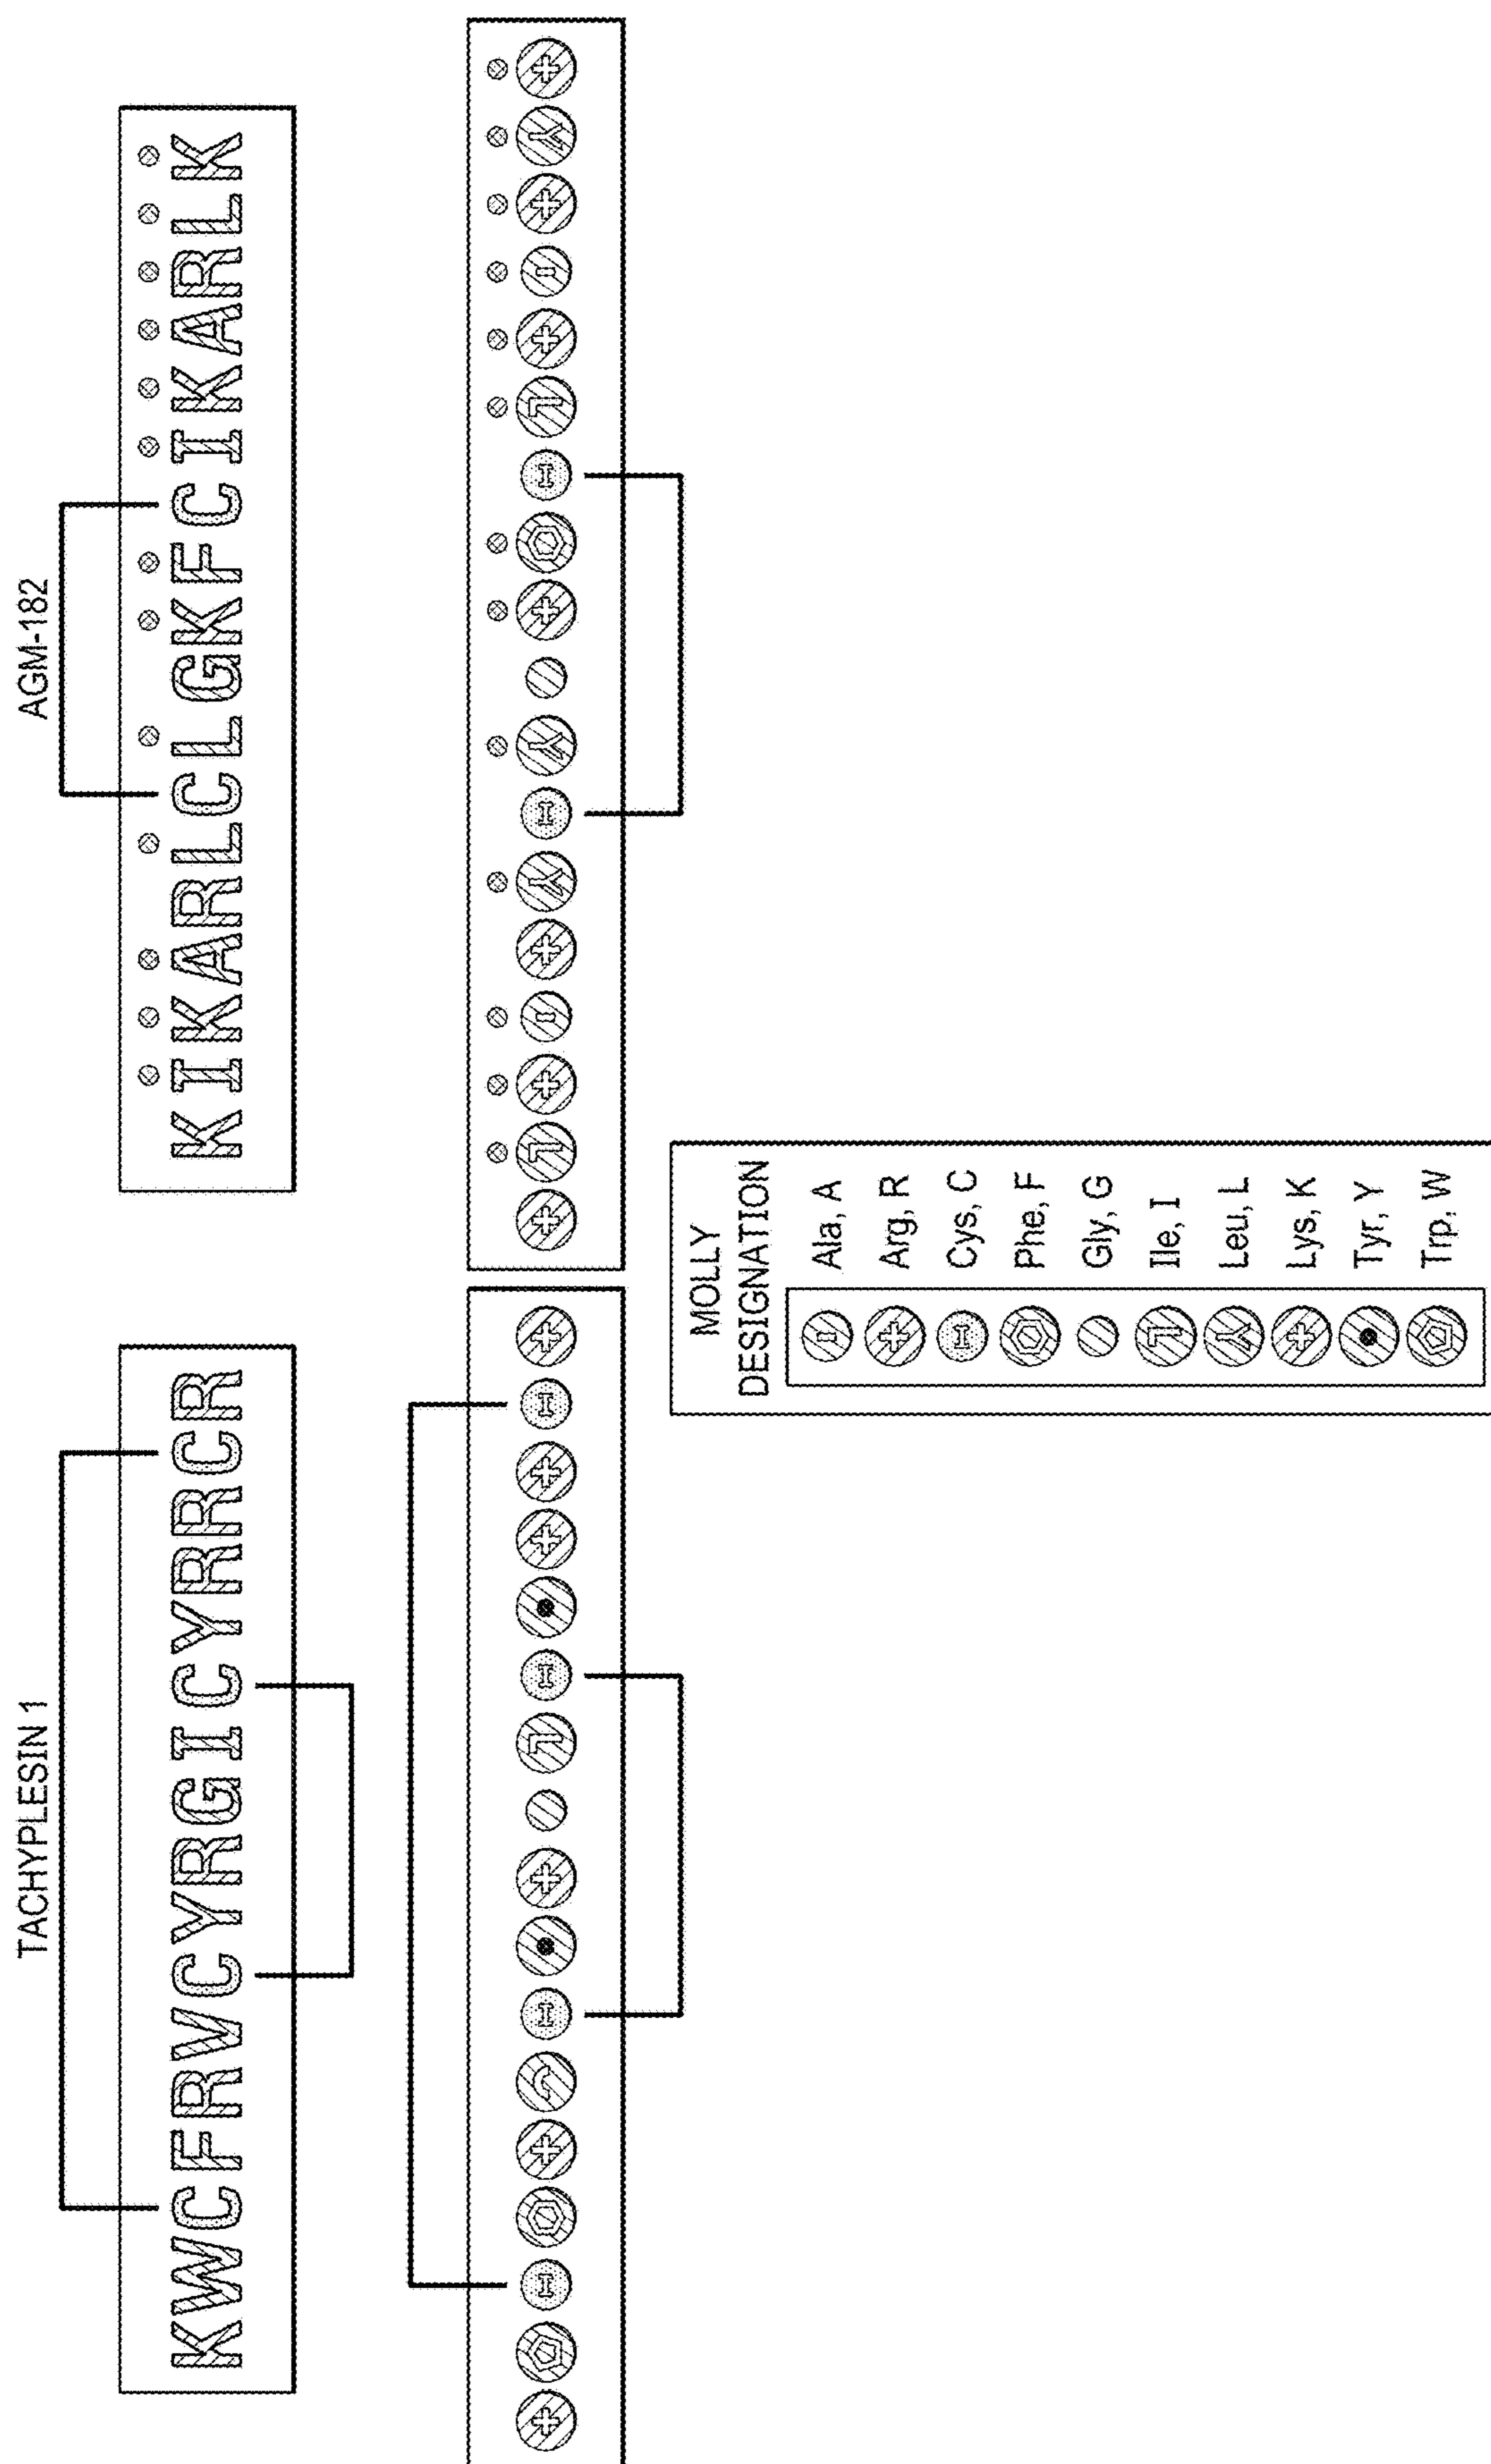 TACHYPLESIN 1
KWCFRVCYRGICYRRCR
AGM-182
KIKARLCLGKFCIKARLK
MOLLY
DESIGNATION
Ala, A
Arg, R
Cys, C
Phe, F
Gly, G
Ile, I
Leu, L
Lys, K
Tyr, Y
Trp, W